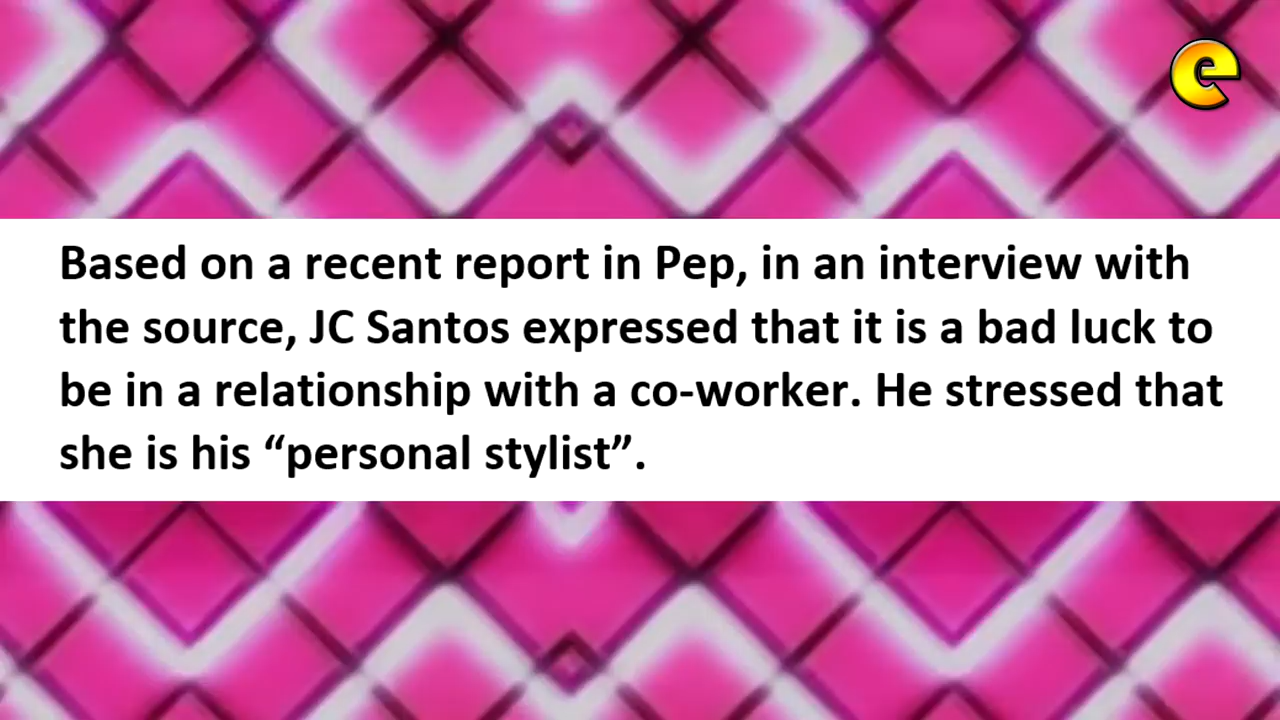 e
Based on a recent report in Pep, in an interview with
the source, JC Santos expressed that it is a bad luck to
be in a relationship with a co-worker. He stressed that
she is his “personal stylist”.